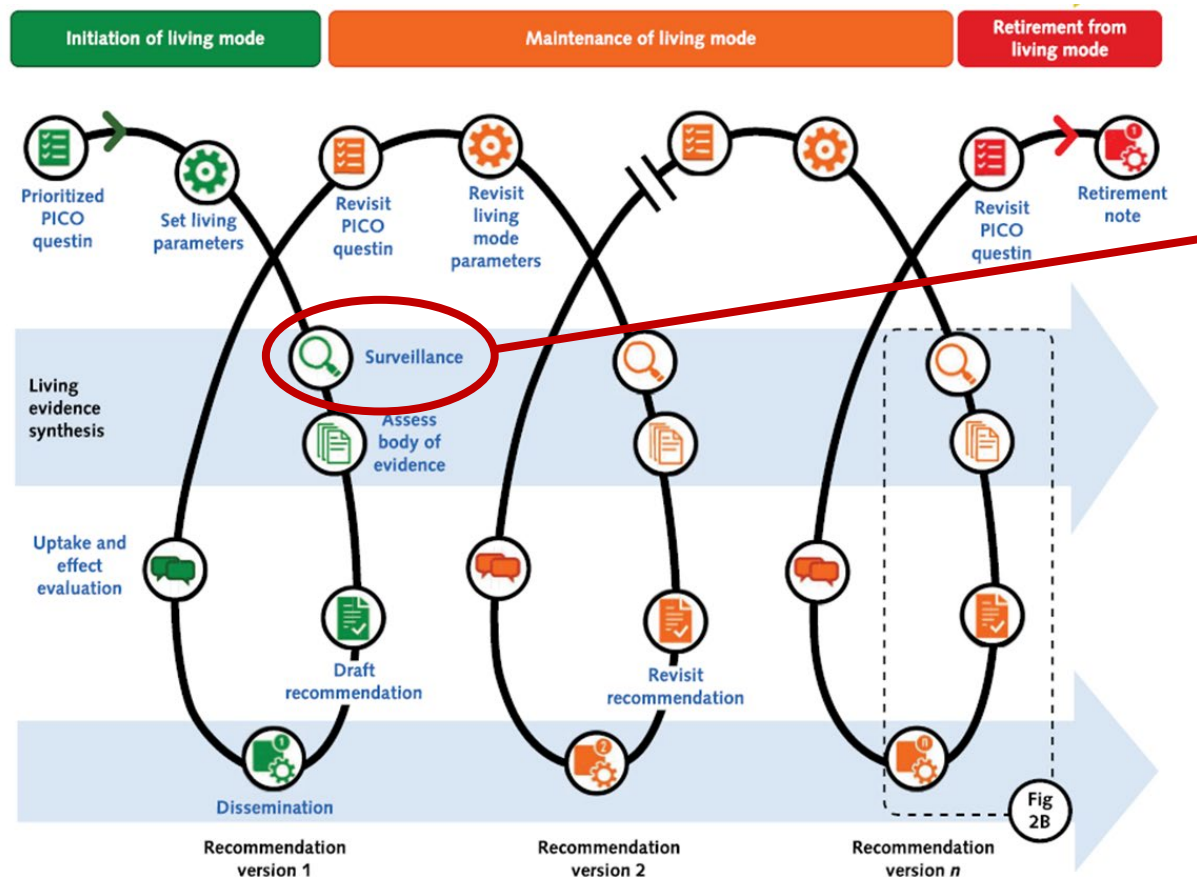 Initiation of living mode
Maintenance of living mode
Retirement from
living mode
Prioritized
PICO
questin
Set living
parameters
Revisit
PICO
questin
Revisit
living
mode
parameters
Revisit
PICO
questin
1
Retirement
note
Living
evidence
synthesis
Surveillance
Assess
body of
evidence
Uptake and
effect
evaluation
Draft
recommendation
Revisit
recommendation
1
2
n
Dissemination
Fig
2B
Recommendation
version 1
Recommendation
version 2
Recommendation
version n